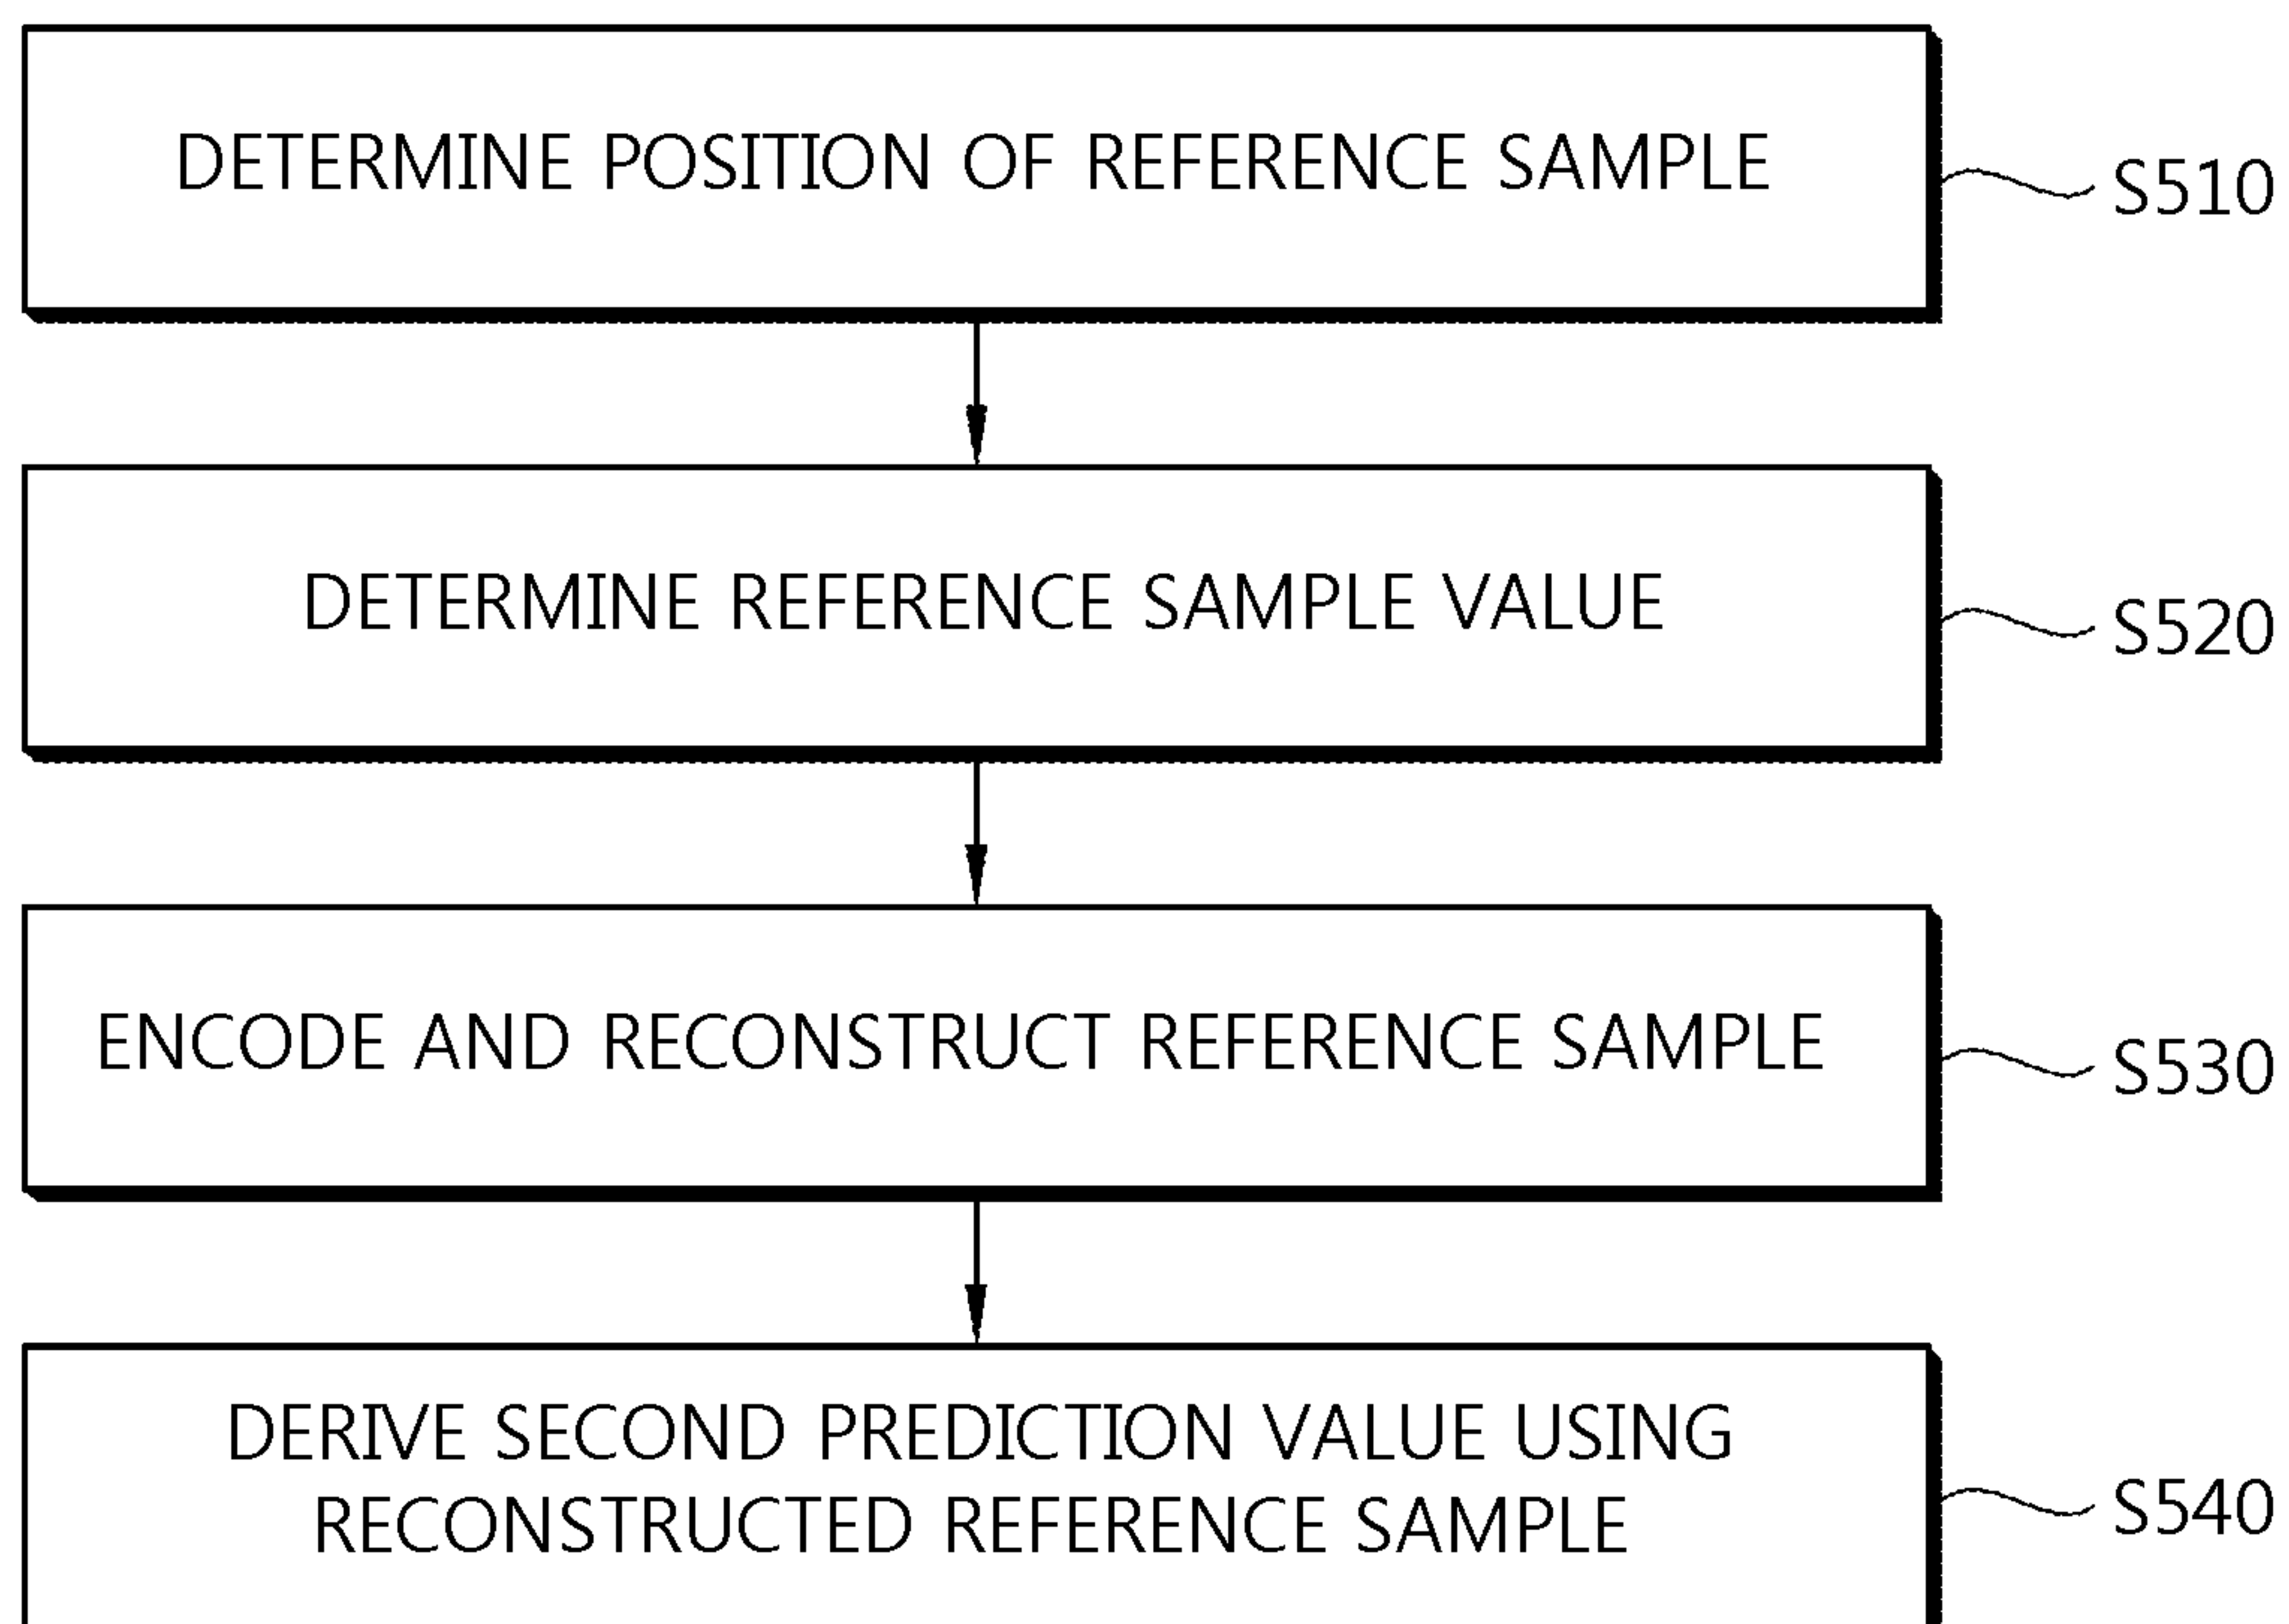 DETERMINE POSITION OF REFERENCE SAMPLE
S510
DETERMINE REFERENCE SAMPLE VALUE
S520
ENCODE AND RECONSTRUCT REFERENCE SAMPLE
S530
DERIVE SECOND PREDICTION VALUE USING
RECONSTRUCTED REFERENCE SAMPLE
S540